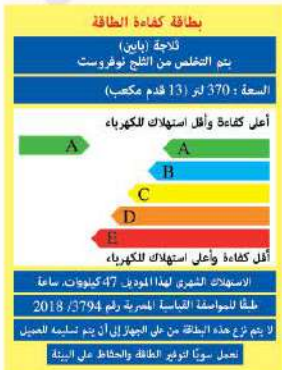 بطاقة كفاءة الطاقة
ثلاجة (بابين)
يتم التخلص من الثلج نوفروست
السعة : 370 لتر (13 قدم مكعب)
أعلى كفاءة وأقل استهلاك للكهرباء
A A
B
C
D
E
أقل كفاءة وأعلى استهلاك للكهرباء
الاستهلاك الشهري لهذا الموديل 47 كيلووات. ساعة
طبقًا للمواصفة القياسية المصرية رقم 3794/ 2018
لا يتم نزع هذه البطاقة من على الجهاز إلى أن يتم تسليمه للعميل
نعمل سويًا لتوفير الطاقة والحفاظ على البيئة